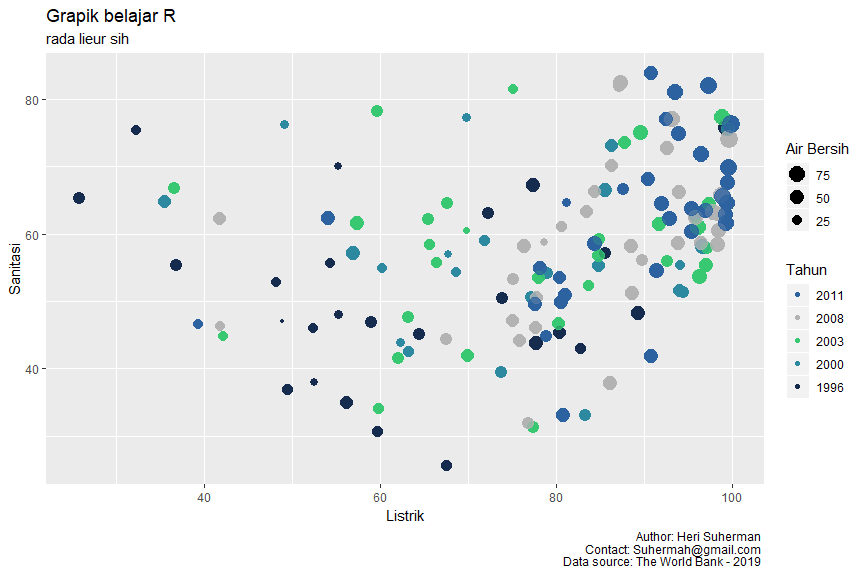 Grapik belajar R
rada lieur sih
80
60
40
Sanitasi
40 60 80 100
Listrik
Air Bersih
75
50
25
Tahun
2011
2008
2003
2000
1996
Author: Heri Suherman
Contact: Suhermah@gmail.com
Data source: The World Bank - 2019